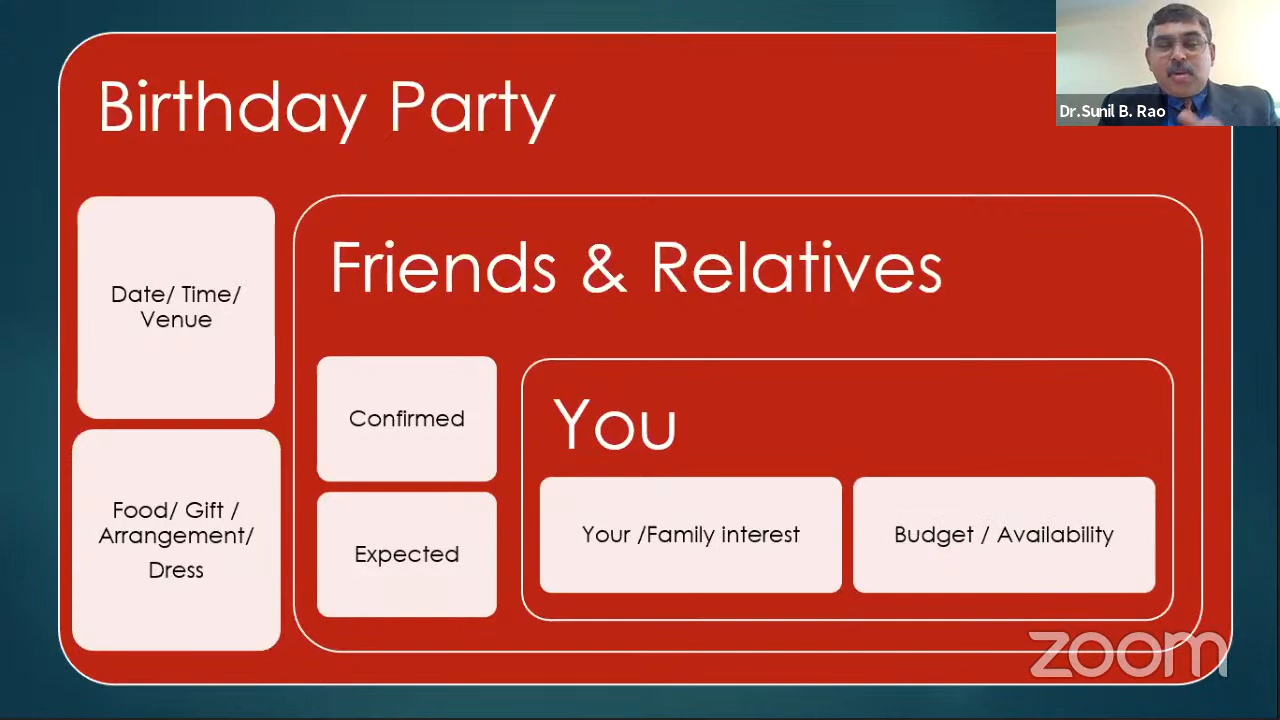 Birthday Party
Dr.Sunil B. Rao
Date/ Time/
Venue
Food/ Gift /
Arrangement/
Dress
Friends & Relatives
Confirmed
Expected
You
Your /Family interest
Budget / Availability
zoom